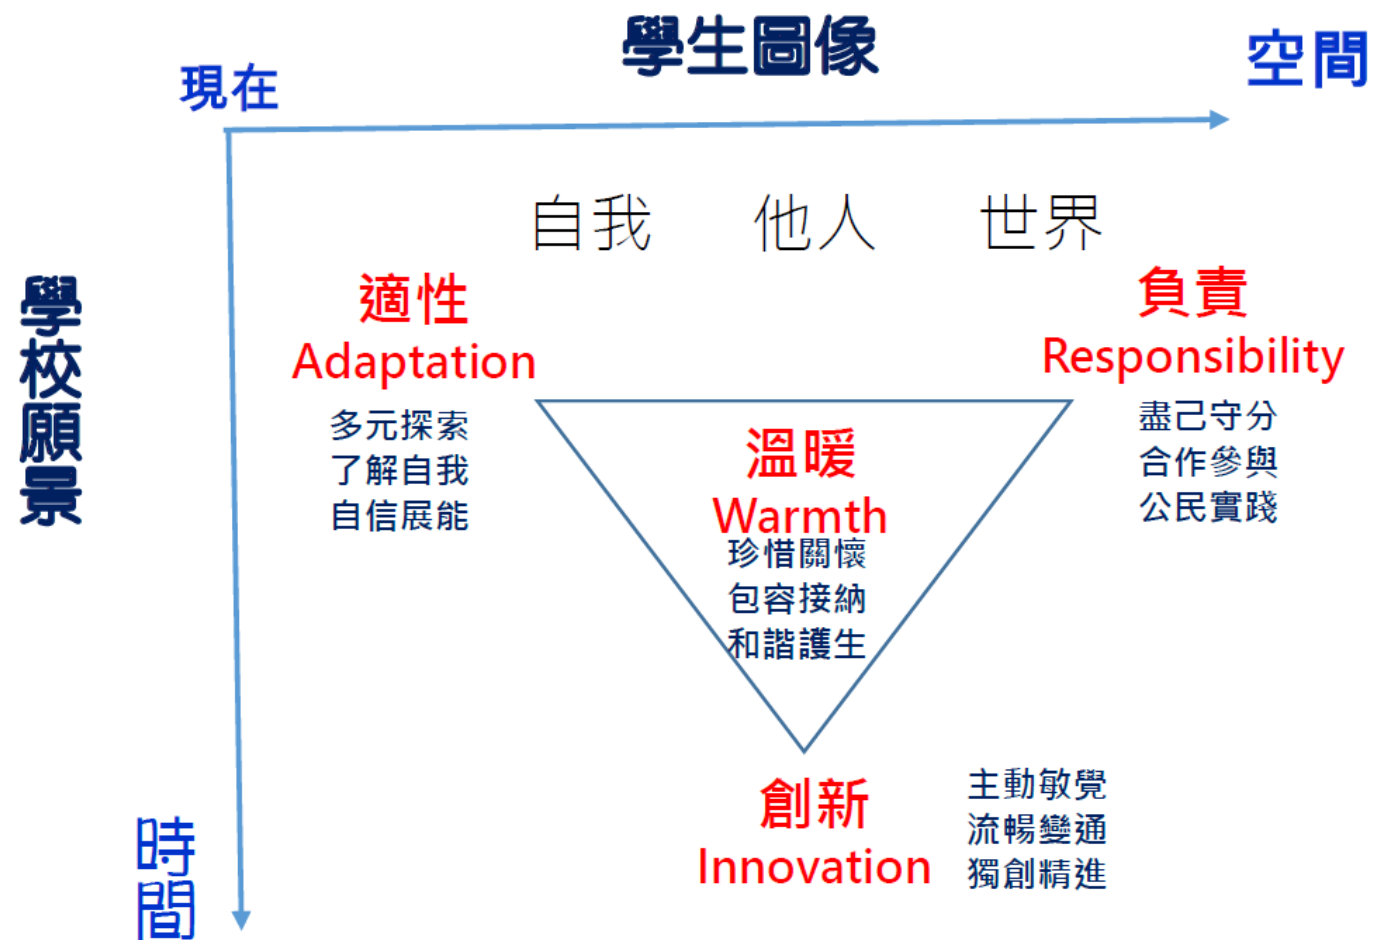 學生圖像
現在
空間
自我 他人 世界
學校願景
適性
Adaptation
多元探索
了解自我
自信展能
溫暖
Warmth
珍惜關懷
包容接納
和諧護生
負責
Responsibility
盡己守分
合作參與
公民實踐
創新
Innovation
主動敏覺
流暢變通
獨創精進
時間